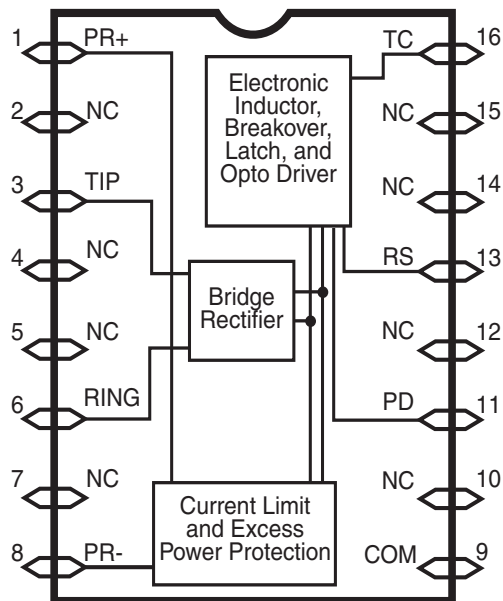 1 PR+
2 NC
3 TIP
4 NC
5 NC
6 RING
7 NC
8 PR-
Electronic
Inductor,
Breakover,
Latch, and
Opto Driver
Bridge
Rectifier
Current Limit
and Excess
Power Protection
TC 16
NC 15
NC 14
RS 13
NC 12
PD 11
NC 10
COM 9